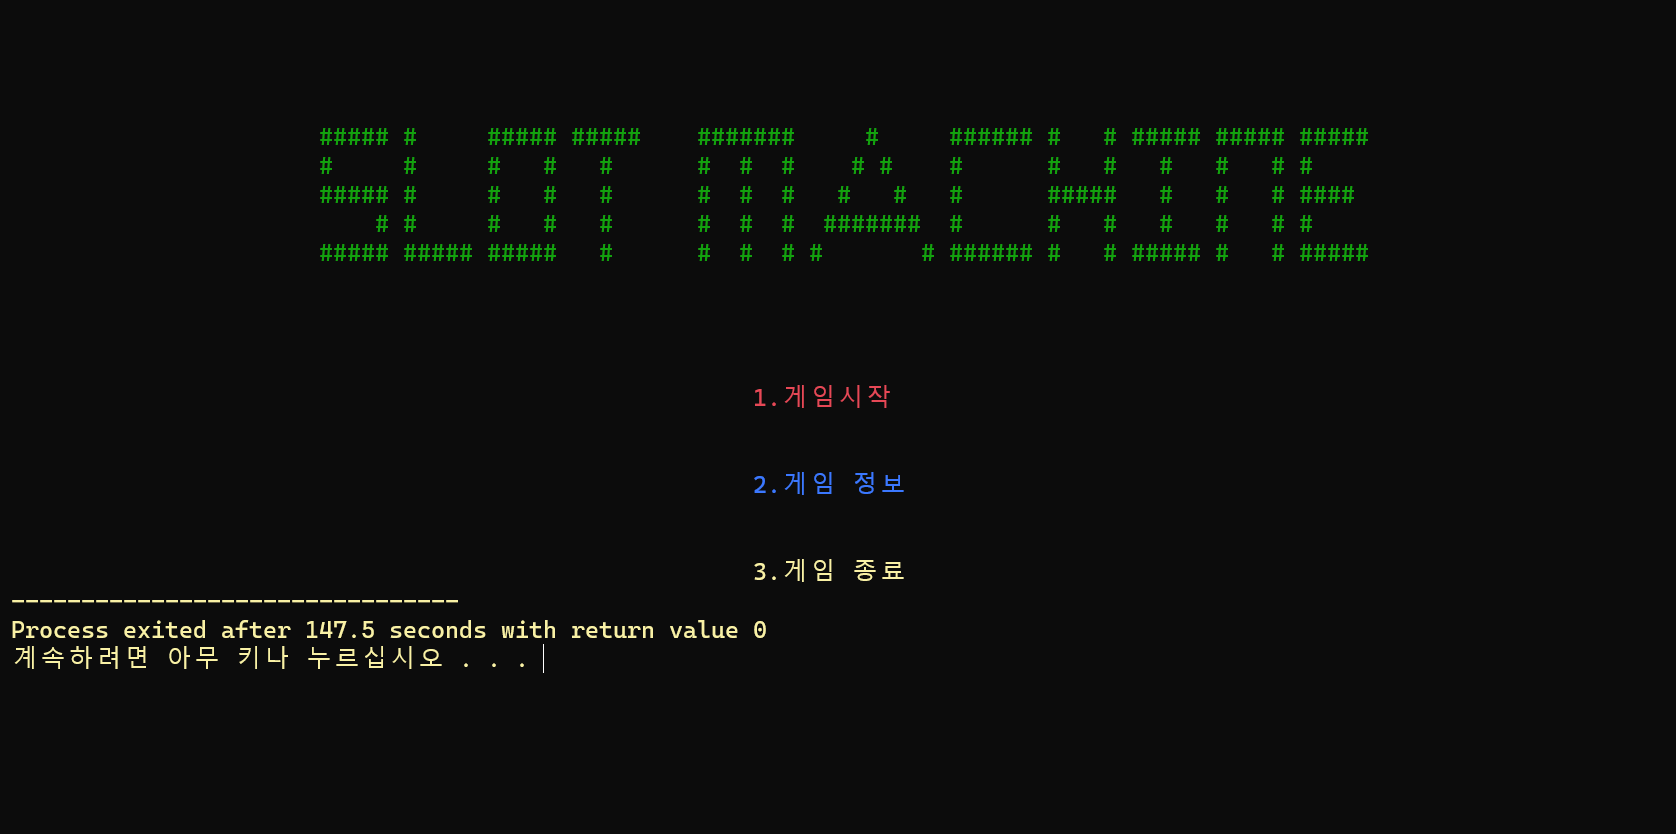 SLOT MACHINE
1.게임시작
2.게임 정보
3.게임 종료
--------------------------------
Process exited after 147.5 seconds with return value 0
계속하려면 아무 키나 누르십시오 . . .